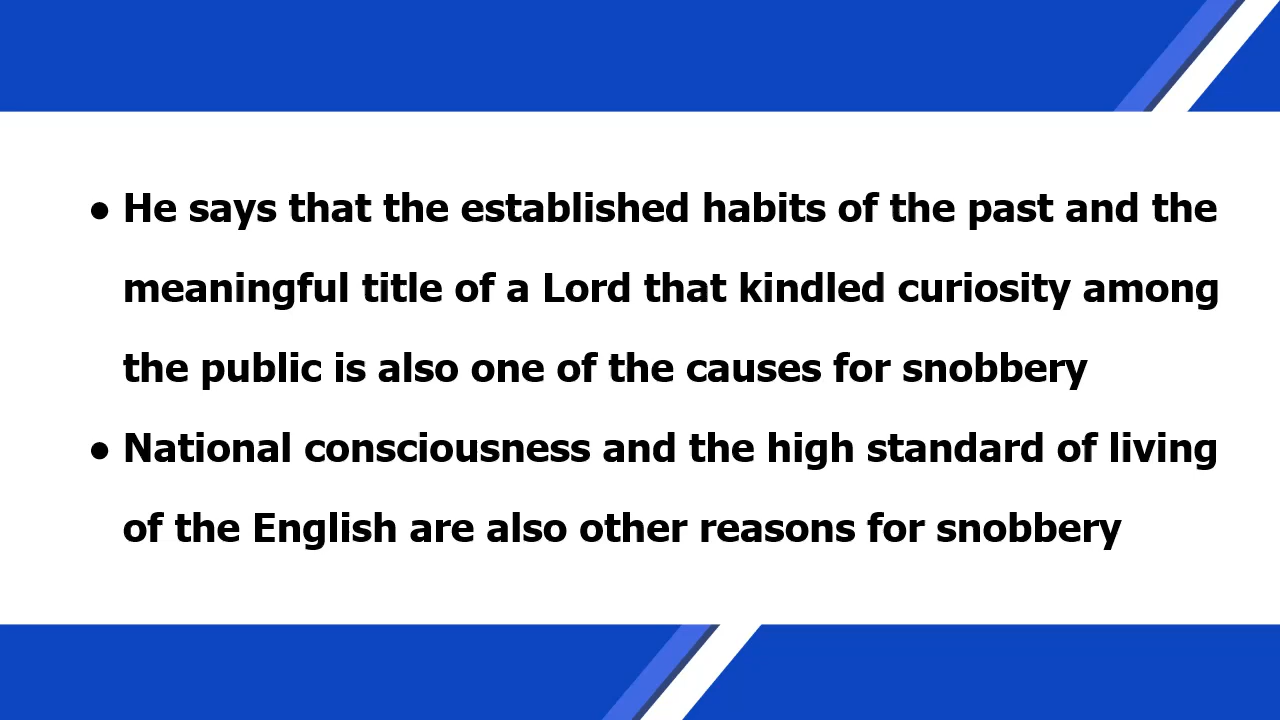 ● He says that the established habits of the past and the
meaningful title of a Lord that kindled curiosity among
the public is also one of the causes for snobbery
● National consciousness and the high standard of living
of the English are also other reasons for snobbery